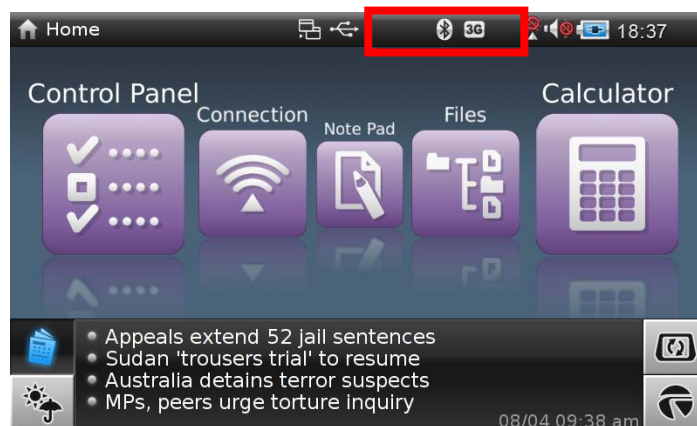 Home 3G 18:37
Control Panel Connection Note Pad Files Calculator
Appeals extend 52 jail sentences
Sudan 'trousers trial' to resume
Australia detains terror suspects
MPs, peers urge torture inquiry
08/04 09:38 am